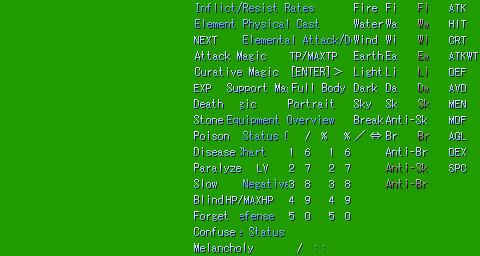 Inflict/Resist Rates Fire Fi Fi ATK
Element Physical Cast Water Wa Wa HIT
NEXT Elemental Attack/D Wind Wi Wi CRT
Attack Magic TP/MAXTP Earth Ea Ea ATKWT
Curative Magic [ENTER]> Light Li Li DEF
EXP Support Ma Full Body Dark Da Da AVD
Death gic Portrait Sky Sk Sk MEN
Stone Equipment Overview Break Anti-Sk MDF
Poison Status ( / % %/⇔ Br Br AGL
Disease Chart 1 6 1 6 Anti-Br DEX
Paralyze LV 2 7 2 7 Anti-Sk SPC
Slow Negative 3 8 3 8 Anti-Br
Blind HP/MAXHP 4 9 4 9
Forget efense 5 0 5 0
Confuse Status
Melancholy / ::